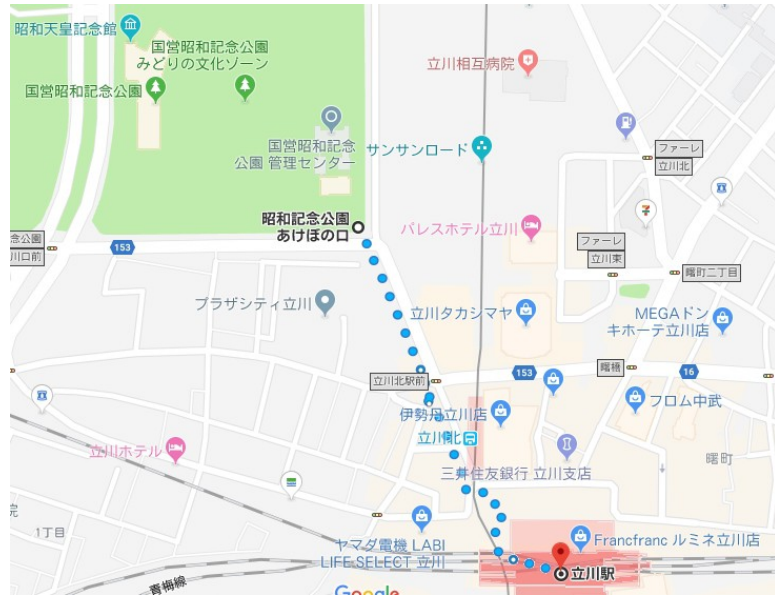 昭和天皇記念館
国営昭和記念公園
みどりの文化ゾーン
国営昭和記念公園
国営昭和記念
公園 管理センター
立川相互病院
サンサンロード
ファーレ
立川北
昭和記念公園
あけぼの口
パレスホテル立川
念公園
川口前
153
ファーレ
立川東
曙町二丁目
プラザシティ立川
立川タカシマヤ
MEGAドン
キホーテ立川店
立川北駅前
153
曙橋
16
伊勢丹立川店
フロム中武
立川北
立川ホテル
三井住友銀行 立川支店
曙町
院
1丁目
ヤマダ電機 LABI
LIFE SELECT 立川
Francfranc ルミネ立川店
立川駅
青梅線
Google